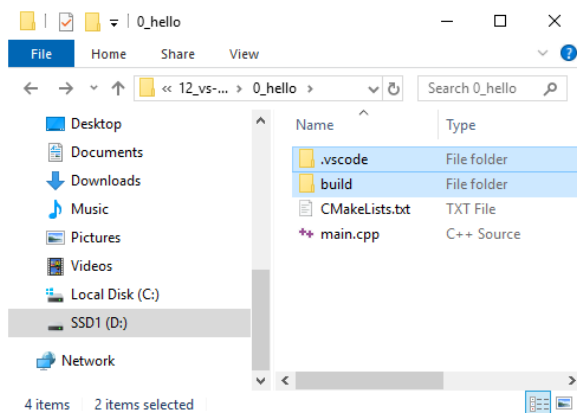 0_hello
File Home Share View
« 12_vs-... › 0_hello › Search 0_hello
Desktop
Documents
Downloads
Music
Pictures
Videos
Local Disk (C:)
SSD1 (D:)
Network
Name Type
.vscode File folder
build File folder
CMakeLists.txt TXT File
main.cpp C++ Source
4 items 2 items selected